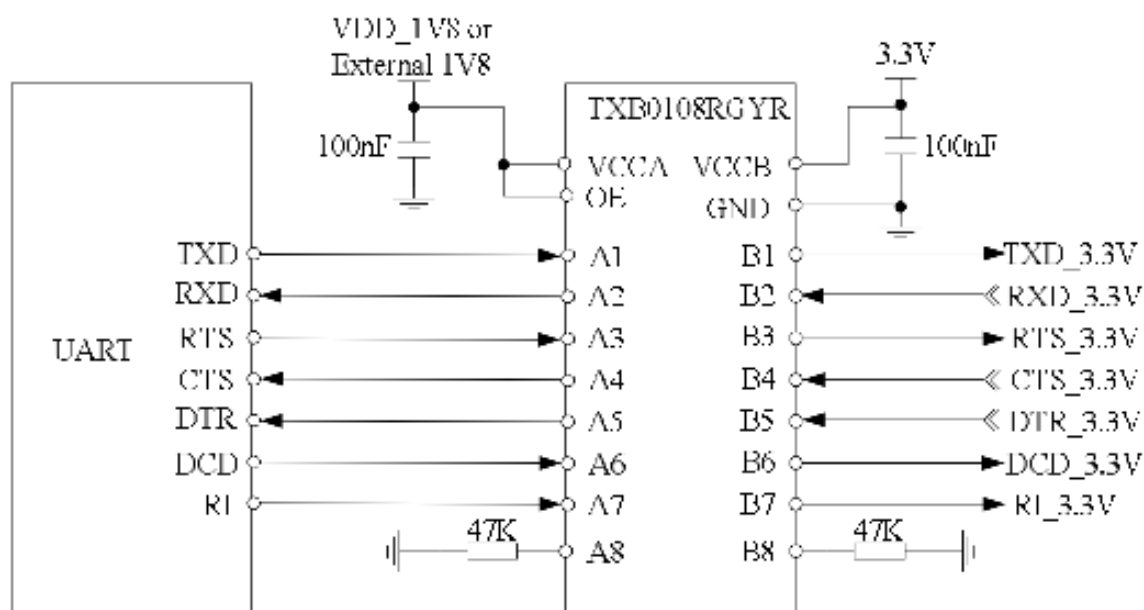 VDD_1V8 or
External 1V8
3.3V
TXB0108RGYR
100nF
100nF
VCCA VCCB
OE
GND
TXD A1 B1 TXD_3.3V
RXD A2 B2 RXD_3.3V
UART
RTS A3 B3 RTS_3.3V
CTS A4 B4 CTS_3.3V
DTR A5 B5 DTR_3.3V
DCD A6 B6 DCD_3.3V
RI A7 B7 RI_3.3V
47K 47K
A8 B8